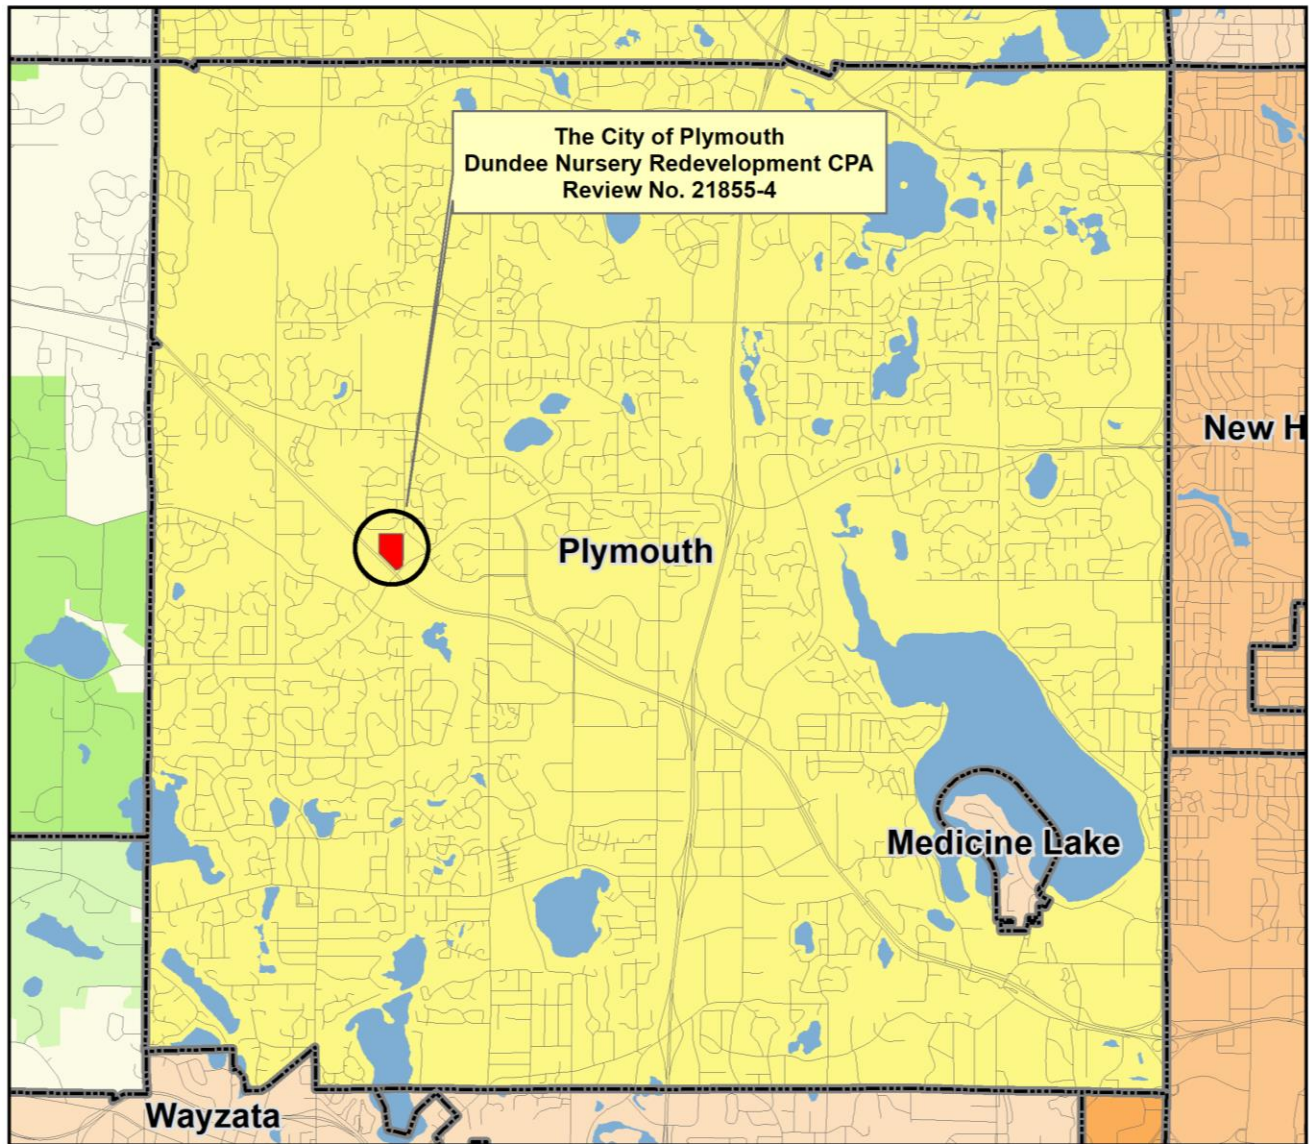 The City of Plymouth
Dundee Nursery Redevelopment CPA
Review No. 21855-4
New H
Plymouth
Medicine Lake
Wayzata